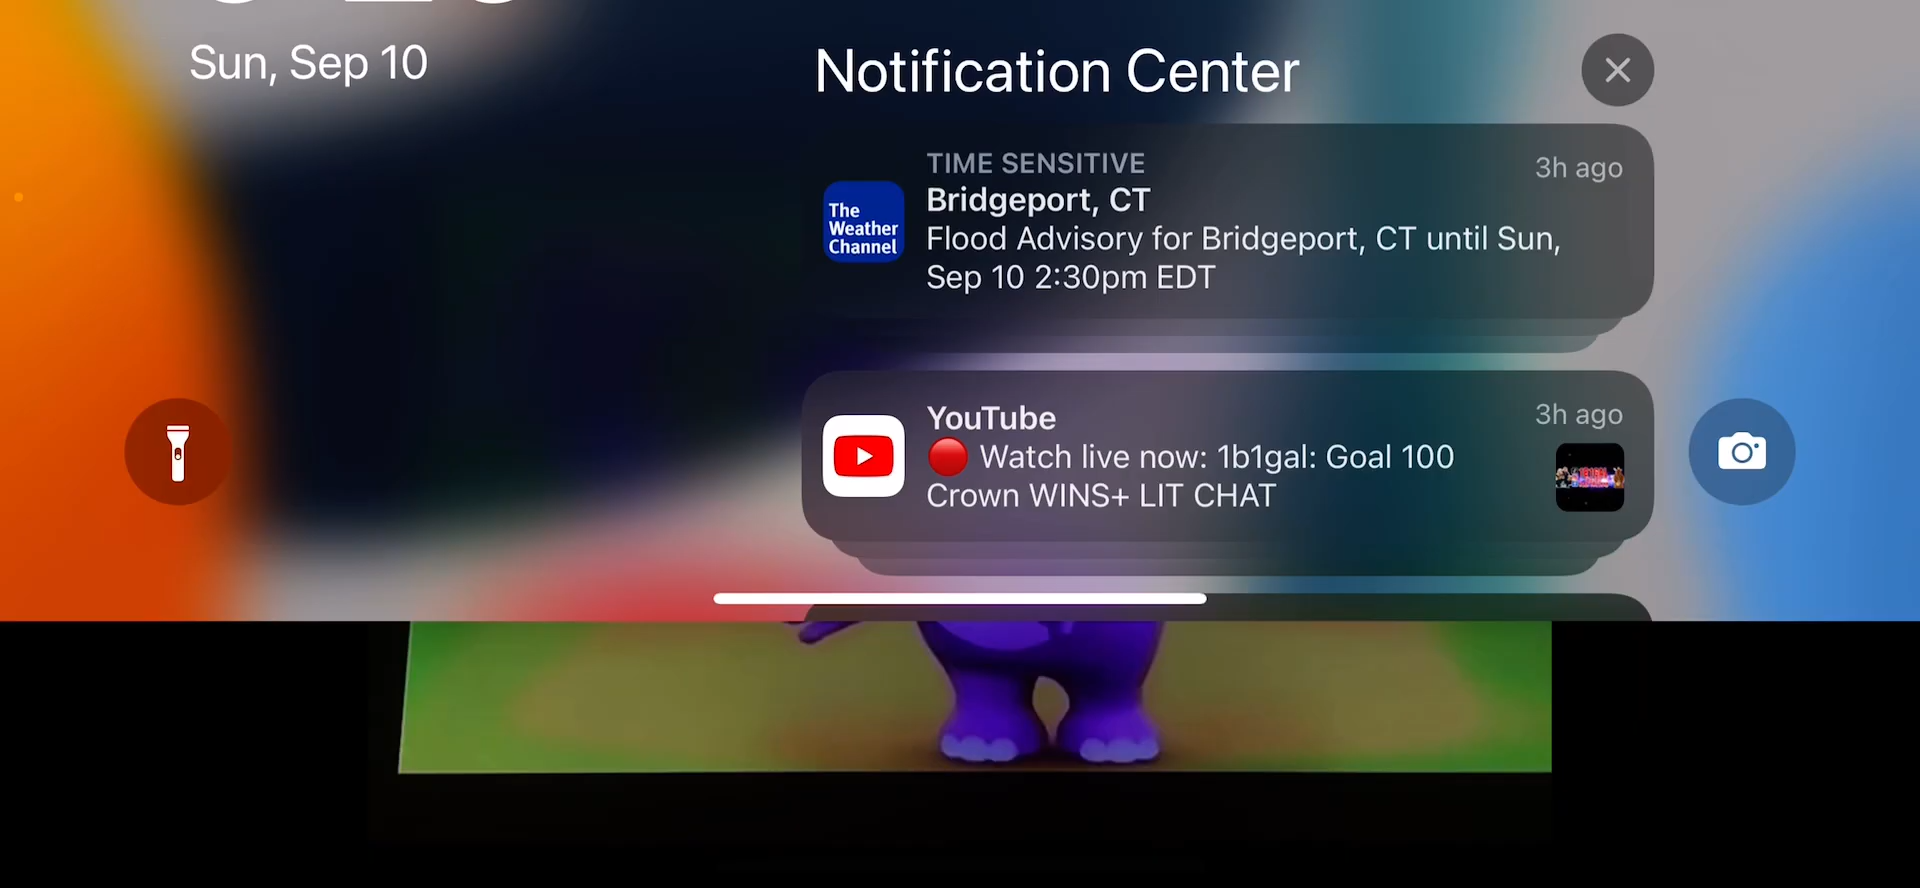 Sun, Sep 10
Notification Center
TIME SENSITIVE
3h ago
Bridgeport, CT
The
Weather
Channel
Flood Advisory for Bridgeport, CT until Sun,
Sep 10 2:30pm EDT
YouTube
3h ago
🔴 Watch live now: 1b1gal: Goal 100
Crown WINS+ LIT CHAT